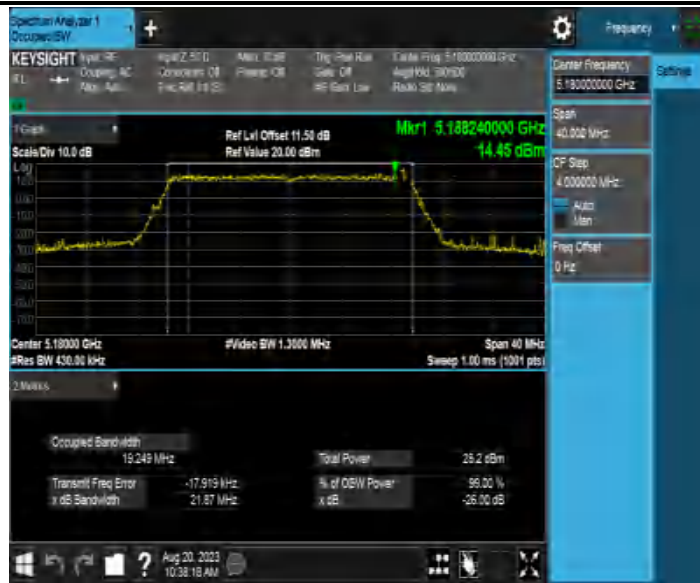 Spectrum Analyzer 1
Occupied BW
+
Frequency
KEYSIGHT Input: RF
Coupling: AC
Align: Auto
Input Z: 50 Ω
Corrections: Off
Freq Ref: Int (S)
Atten: 10 dB
Preamp: Off
Trig: Free Run
Gate: Off
#IF Gain: Low
Center Freq: 5.180000000 GHz
Radio Std: None
Center Frequency
5.180000000 GHz
Settings
Span
40.000 MHz
CF Step
4.000000 MHz
Auto
Man
Freq Offset
0 Hz
1 Graph
Scale/Div 10.0 dB
Ref Lvl Offset 11.50 dB
Ref Value 20.00 dBm
Mkr1 5.188240000 GHz
14.45 dBm
Log
1
Center 5.18000 GHz
#Res BW 430.00 kHz
#Video BW 1.3000 MHz
Span 40 MHz
Sweep 1.00 ms (1001 pts)
2 Metrics
Occupied Bandwidth
19.249 MHz
Total Power
25.2 dBm
Transmit Freq Error
-17.919 kHz
% of OBW Power
99.00 %
x dB Bandwidth
21.87 MHz
x dB
-26.00 dB
?
Aug 20, 2023
10:38:18 AM